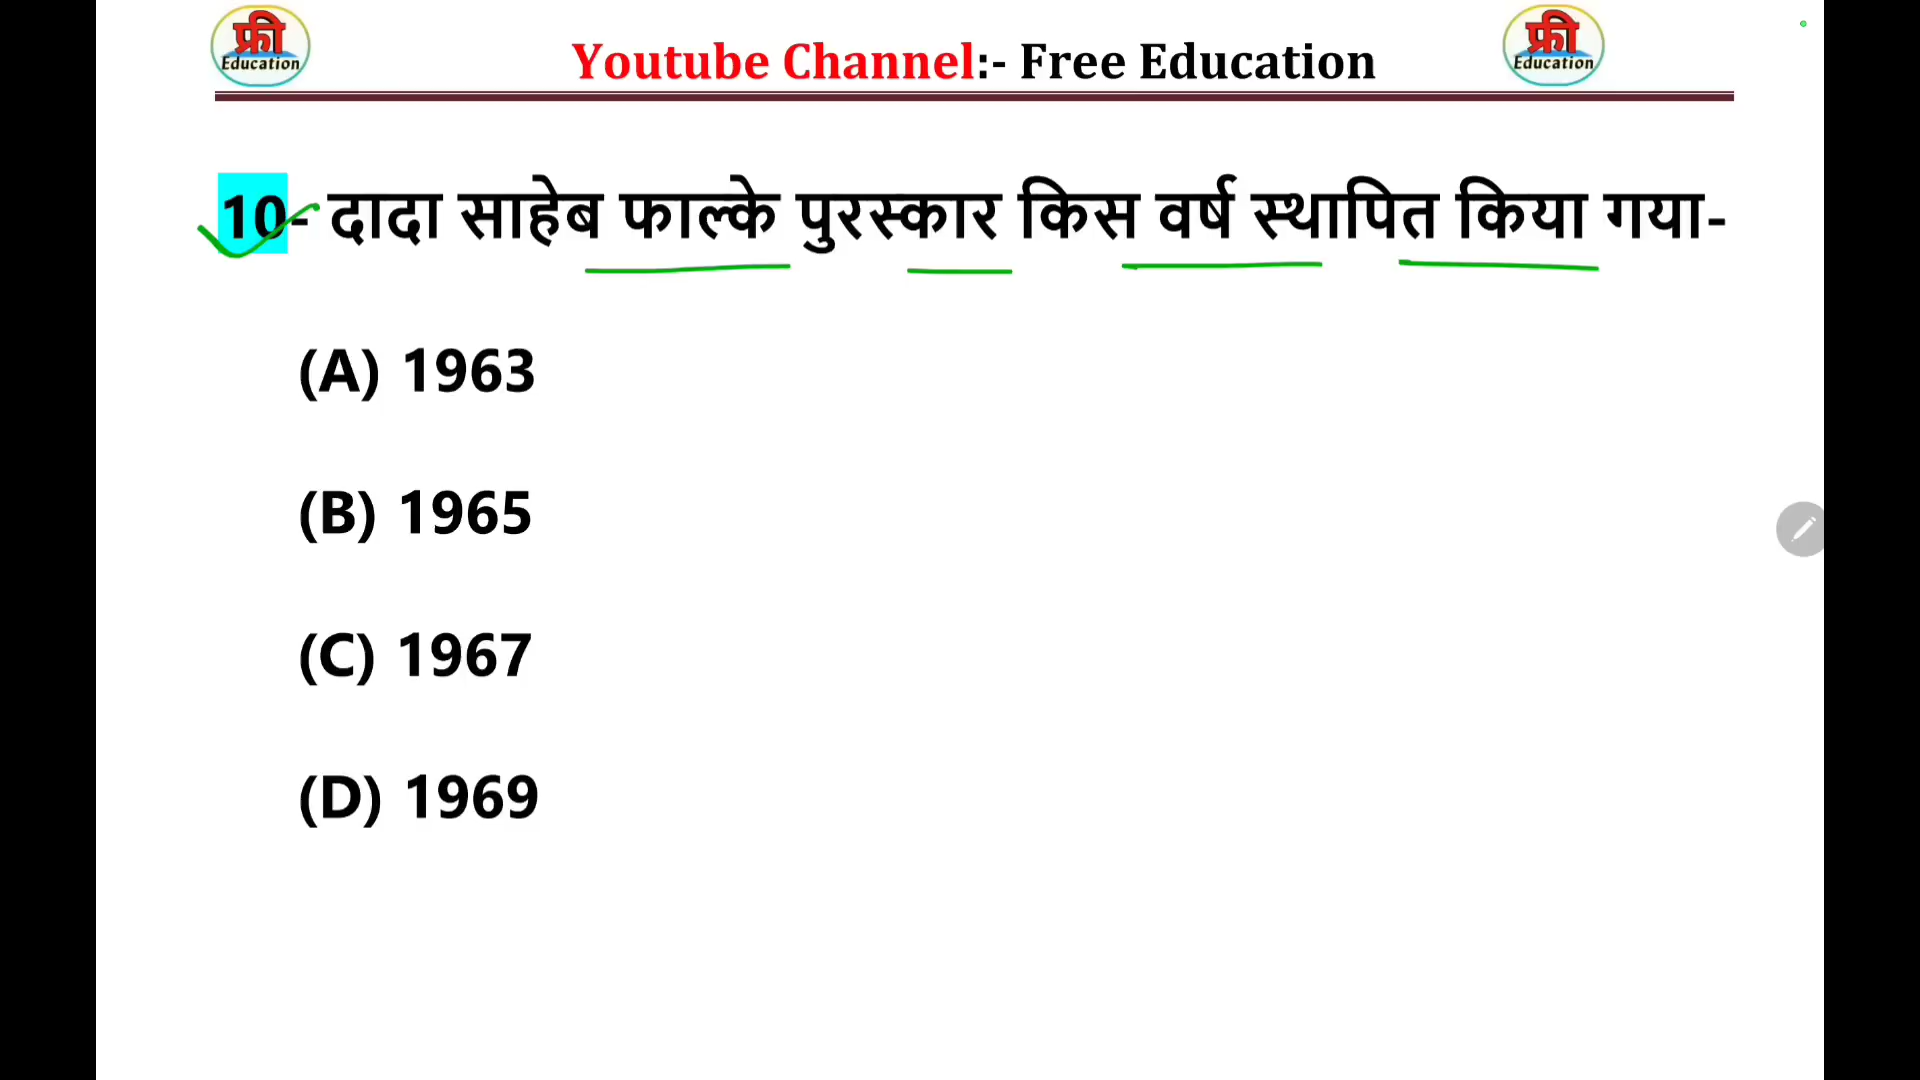 फ्री
Education
Youtube Channel:- Free Education
फ्री
Education
10- दादा साहेब फाल्के पुरस्कार किस वर्ष स्थापित किया गया-
(A) 1963
(B) 1965
(C) 1967
(D) 1969